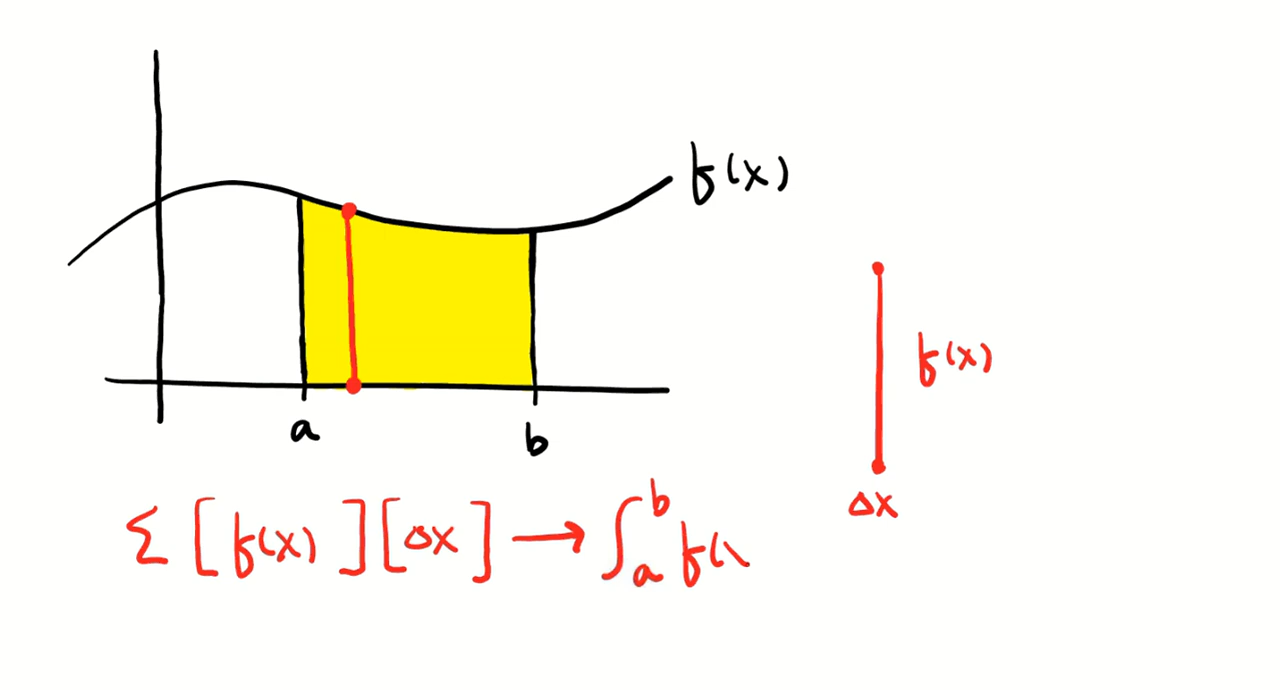 f(x)
f(x)
a
b
Δx
Σ [f(x)][Δx] → ∫ₐᵇ f(